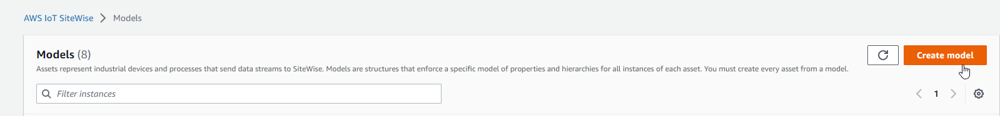 AWS IoT SiteWise > Models
Models (8)
Create model
Assets represent industrial devices and processes that send data streams to SiteWise. Models are structures that enforce a specific model of properties and hierarchies for all instances of each asset. You must create every asset from a model.
Filter instances
< 1 >